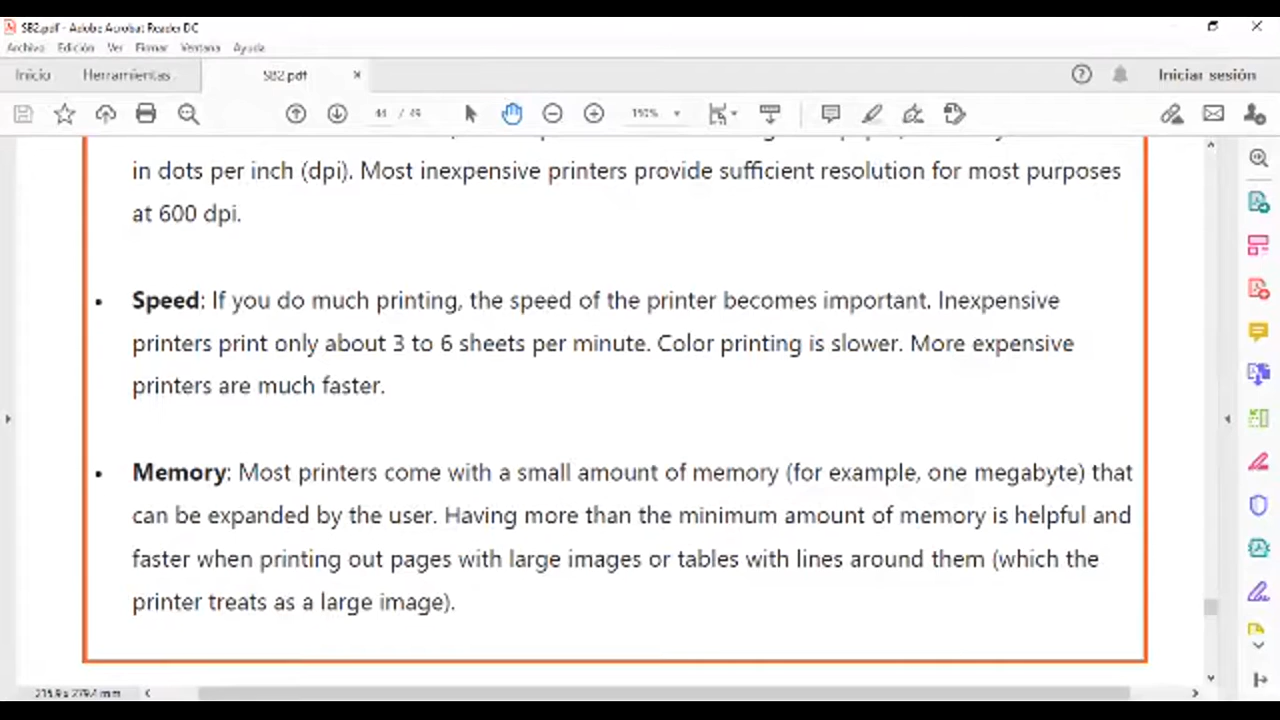 SB2.pdf - Adobe Acrobat Reader DC
Archivo Edición Ver Firmar Ventana Ayuda
Inicio Herramientas SB2.pdf Iniciar sesión
/ 49 150%
in dots per inch (dpi). Most inexpensive printers provide sufficient resolution for most purposes
at 600 dpi.
• Speed: If you do much printing, the speed of the printer becomes important. Inexpensive
printers print only about 3 to 6 sheets per minute. Color printing is slower. More expensive
printers are much faster.
• Memory: Most printers come with a small amount of memory (for example, one megabyte) that
can be expanded by the user. Having more than the minimum amount of memory is helpful and
faster when printing out pages with large images or tables with lines around them (which the
printer treats as a large image).
215.9 x 279.4 mm